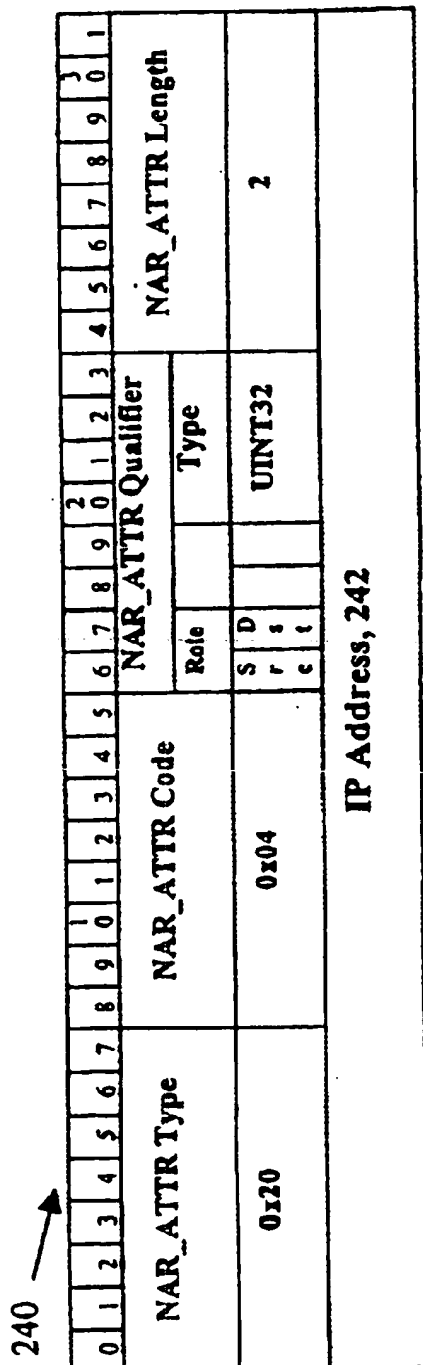 240
1 2 3
0 1 2 3 4 5 6 7 8 9 0 1 2 3 4 5 6 7 8 9 0 1 2 3 4 5 6 7 8 9 0 1
NAR_ATTR Type NAR_ATTR Code NAR_ATTR Qualifier NAR_ATTR Length
Role Type
0x20 0x04 Src Dst UINT32 2
IP Address, 242